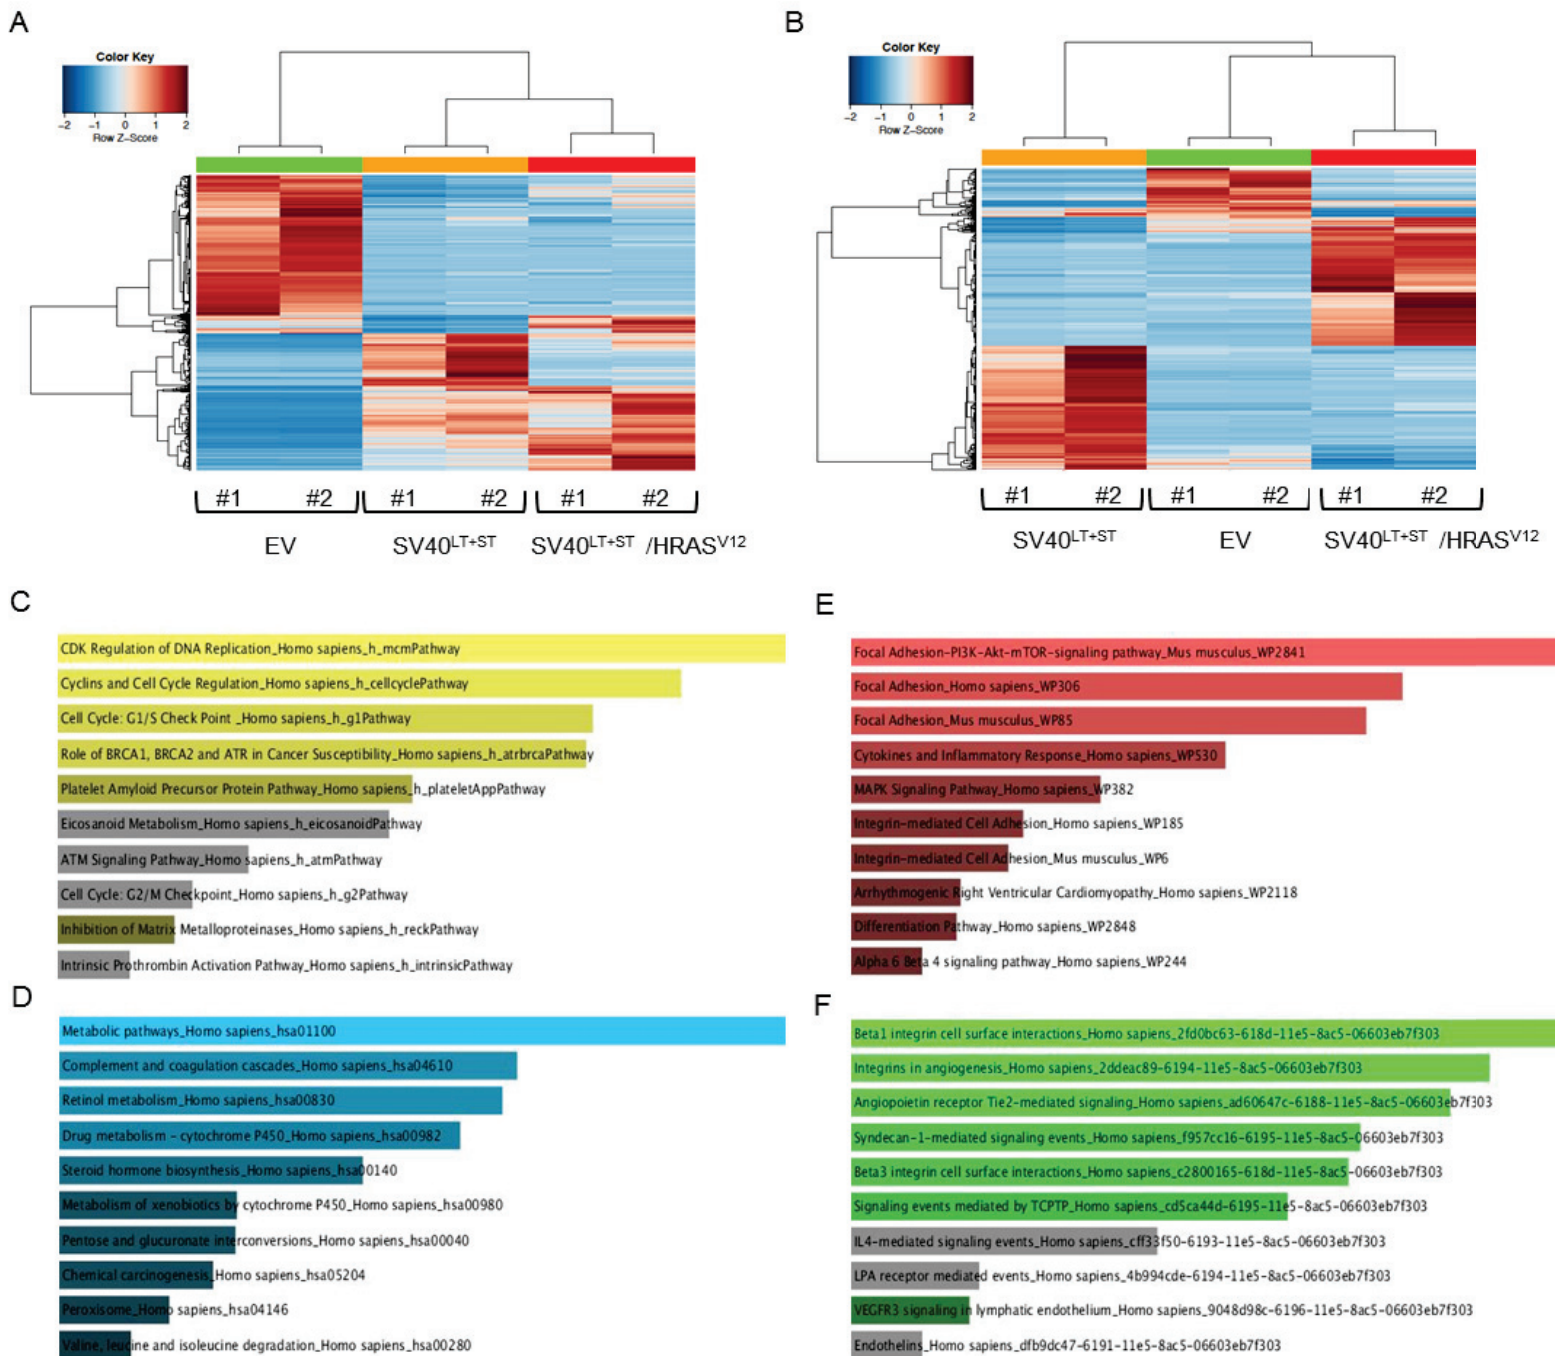 A
Color Key
-2 -1 0 1 2
Row Z-Score
#1 #2 #1 #2 #1 #2
EV SV40LT+ST SV40LT+ST /HRASV12
B
Color Key
-2 -1 0 1 2
Row Z-Score
#1 #2 #1 #2 #1 #2
SV40LT+ST EV SV40LT+ST /HRASV12
C
CDK Regulation of DNA Replication_Homo sapiens_h_mcmPathway
Cyclins and Cell Cycle Regulation_Homo sapiens_h_cellcyclePathway
Cell Cycle: G1/S Check Point _Homo sapiens_h_g1Pathway
Role of BRCA1, BRCA2 and ATR in Cancer Susceptibility_Homo sapiens_h_atrbrcaPathway
Platelet Amyloid Precursor Protein Pathway_Homo sapiens_h_plateletAppPathway
Eicosanoid Metabolism_Homo sapiens_h_eicosanoidPathway
ATM Signaling Pathway_Homo sapiens_h_atmPathway
Cell Cycle: G2/M Checkpoint_Homo sapiens_h_g2Pathway
Inhibition of Matrix Metalloproteinases_Homo sapiens_h_reckPathway
Intrinsic Prothrombin Activation Pathway_Homo sapiens_h_intrinsicPathway
D
Metabolic pathways_Homo sapiens_hsa01100
Complement and coagulation cascades_Homo sapiens_hsa04610
Retinol metabolism_Homo sapiens_hsa00830
Drug metabolism - cytochrome P450_Homo sapiens_hsa00982
Steroid hormone biosynthesis_Homo sapiens_hsa00140
Metabolism of xenobiotics by cytochrome P450_Homo sapiens_hsa00980
Pentose and glucuronate interconversions_Homo sapiens_hsa00040
Chemical carcinogenesis_Homo sapiens_hsa05204
Peroxisome_Homo sapiens_hsa04146
Valine, leucine and isoleucine degradation_Homo sapiens_hsa00280
E
Focal Adhesion-PI3K-Akt-mTOR-signaling pathway_Mus musculus_WP2841
Focal Adhesion_Homo sapiens_WP306
Focal Adhesion_Mus musculus_WP85
Cytokines and Inflammatory Response_Homo sapiens_WP530
MAPK Signaling Pathway_Homo sapiens_WP382
Integrin-mediated Cell Adhesion_Homo sapiens_WP185
Integrin-mediated Cell Adhesion_Mus musculus_WP6
Arrhythmogenic Right Ventricular Cardiomyopathy_Homo sapiens_WP2118
Differentiation Pathway_Homo sapiens_WP2848
Alpha 6 Beta 4 signaling pathway_Homo sapiens_WP244
F
Beta1 integrin cell surface interactions_Homo sapiens_2fd0bc63-618d-11e5-8ac5-06603eb7f303
Integrins in angiogenesis_Homo sapiens_2ddeac89-6194-11e5-8ac5-06603eb7f303
Angiopoietin receptor Tie2-mediated signaling_Homo sapiens_ad60647c-6188-11e5-8ac5-06603eb7f303
Syndecan-1-mediated signaling events_Homo sapiens_f957cc16-6195-11e5-8ac5-06603eb7f303
Beta3 integrin cell surface interactions_Homo sapiens_c2800165-618d-11e5-8ac5-06603eb7f303
Signaling events mediated by TCPTP_Homo sapiens_cd5ca44d-6195-11e5-8ac5-06603eb7f303
IL4-mediated signaling events_Homo sapiens_cff33f50-6193-11e5-8ac5-06603eb7f303
LPA receptor mediated events_Homo sapiens_4b994cde-6194-11e5-8ac5-06603eb7f303
VEGFR3 signaling in lymphatic endothelium_Homo sapiens_9048d98c-6196-11e5-8ac5-06603eb7f303
Endothelins_Homo sapiens_dfb9dc47-6191-11e5-8ac5-06603eb7f303